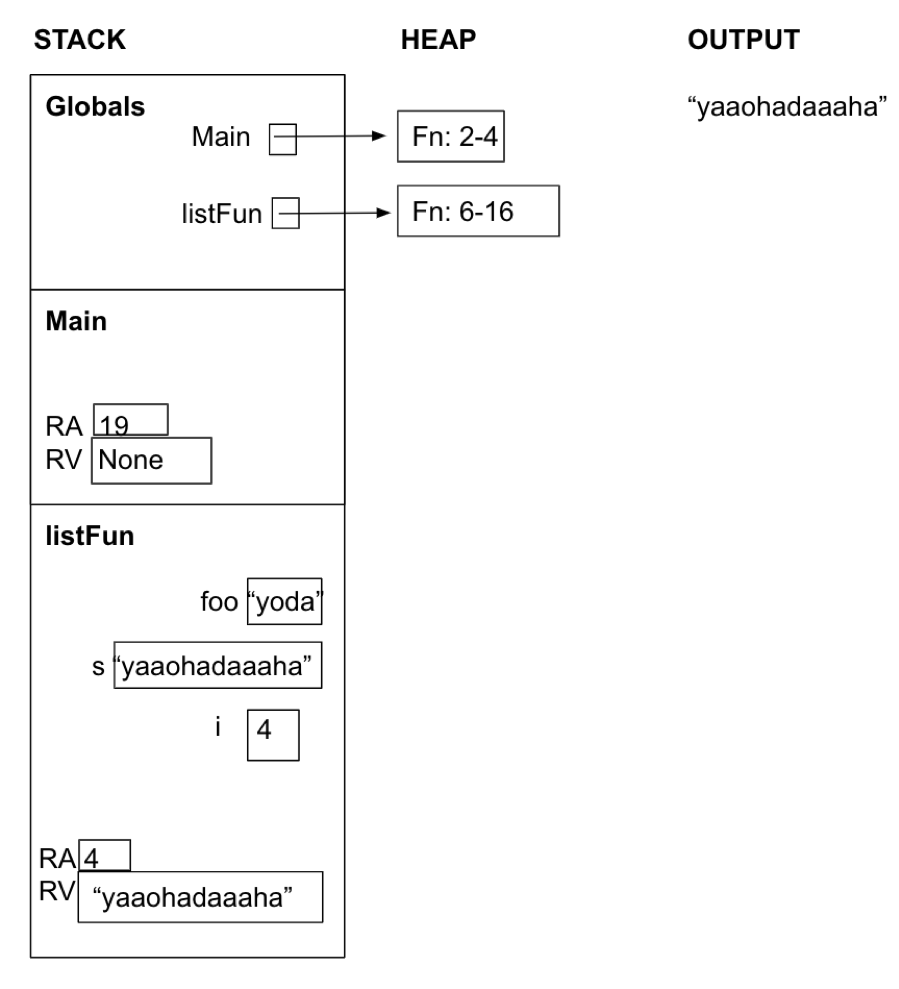 STACK HEAP OUTPUT
Globals
“yaaohadaaaha”
Main Fn: 2-4
listFun Fn: 6-16
Main
RA 19
RV None
listFun
foo “yoda”
s “yaaohadaaaha”
i 4
RA 4
RV “yaaohadaaaha”